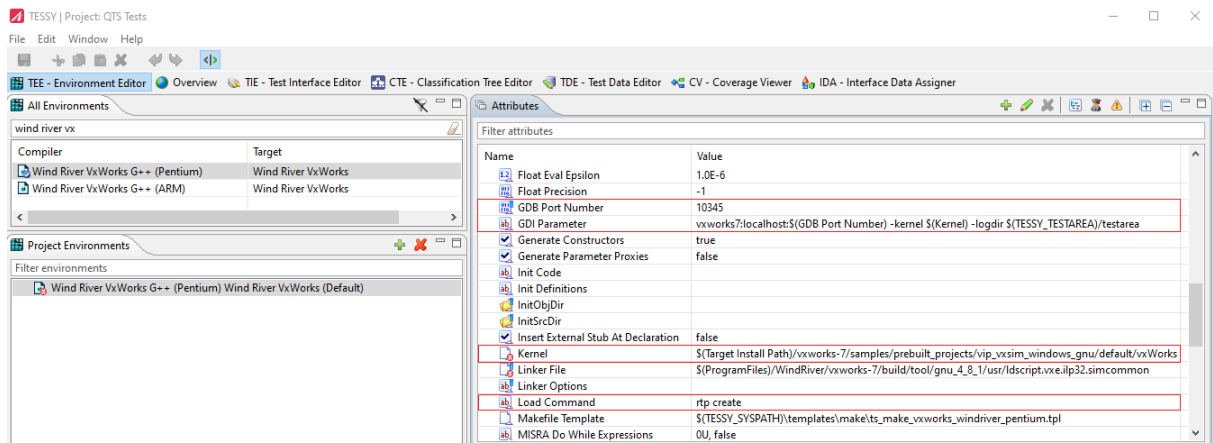 TESSY | Project: QTS Tests
File Edit Window Help
TEE - Environment Editor Overview TIE - Test Interface Editor CTE - Classification Tree Editor TDE - Test Data Editor CV - Coverage Viewer IDA - Interface Data Assigner
All Environments
wind river vx
Compiler Target
Wind River VxWorks G++ (Pentium) Wind River VxWorks
Wind River VxWorks G++ (ARM) Wind River VxWorks
Project Environments
Filter environments
Wind River VxWorks G++ (Pentium) Wind River VxWorks (Default)
Attributes
Filter attributes
Name Value
Float Eval Epsilon 1.0E-6
Float Precision -1
GDB Port Number 10345
GDI Parameter vxworks7:localhost:$(GDB Port Number) -kernel $(Kernel) -logdir $(TESSY_TESTAREA)/testarea
Generate Constructors true
Generate Parameter Proxies false
Init Code
Init Definitions
InitObjDir
InitSrcDir
Insert External Stub At Declaration false
Kernel $(Target Install Path)/vxworks-7/samples/prebuilt_projects/vip_vxsim_windows_gnu/default/vxWorks
Linker File $(ProgramFiles)/WindRiver/vxworks-7/build/tool/gnu_4_8_1/usr/ldscript.vxe.ilp32.simcommon
Linker Options
Load Command rtp create
Makefile Template $(TESSY_SYSPATH)\templates\make\ts_make_vxworks_windriver_pentium.tpl
MISRA Do While Expressions 0U, false